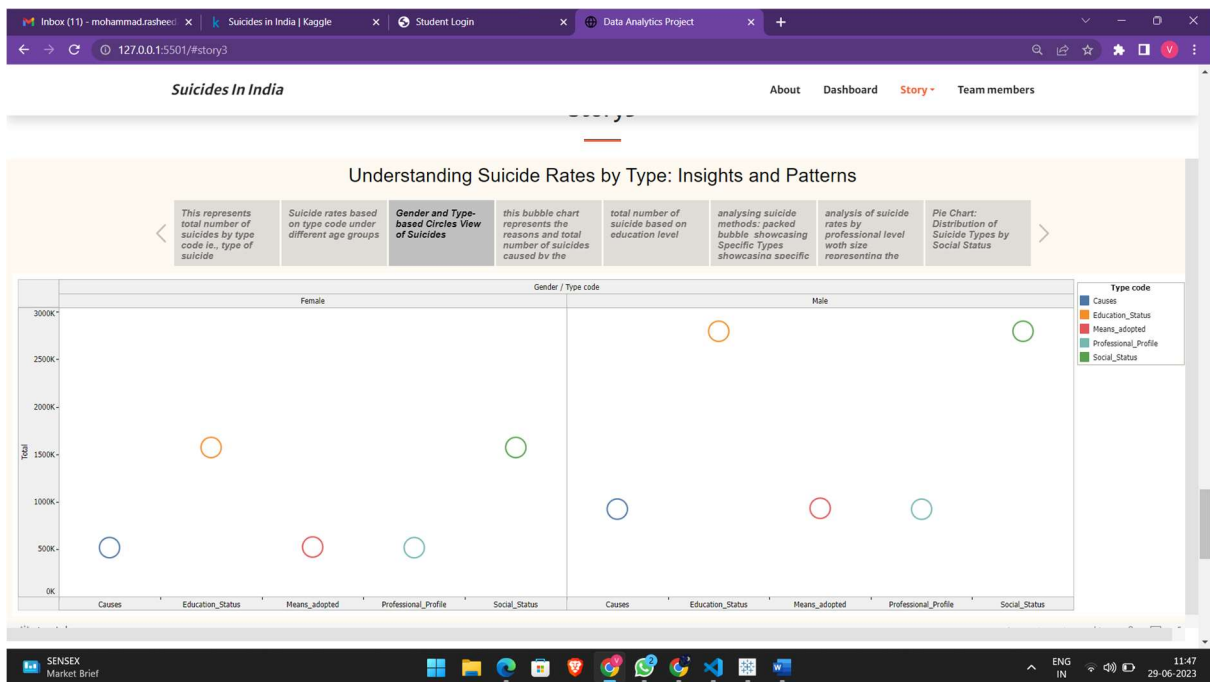 Inbox (11) - mohammad.rasheed
Suicides in India | Kaggle
Student Login
Data Analytics Project
127.0.0.1:5501/#story3
V
Suicides In India
About
Dashboard
Story
Team members
Story3
Understanding Suicide Rates by Type: Insights and Patterns
This represents
total number of
suicides by type
code ie., type of
suicide
Suicide rates based
on type code under
different age groups
Gender and Type-
based Circles View
of Suicides
this bubble chart
represents the
reasons and total
number of suicides
caused by the
total number of
suicide based on
education level
analysing suicide
methods: packed
bubble showcasing
Specific Types
showcasing specific
analysis of suicide
rates by
professional level
woth size
representing the
Pie Chart:
Distribution of
Suicide Types by
Social Status
Gender / Type code
Female
Male
3000K
2500K
2000K
1500K
1000K
500K
0K
Total
Causes
Education_Status
Means_adopted
Professional_Profile
Social_Status
Causes
Education_Status
Means_adopted
Professional_Profile
Social_Status
Type code
Causes
Education_Status
Means_adopted
Professional_Profile
Social_Status
SENSEX
Market Brief
2
ENG
IN
11:47
29-06-2023